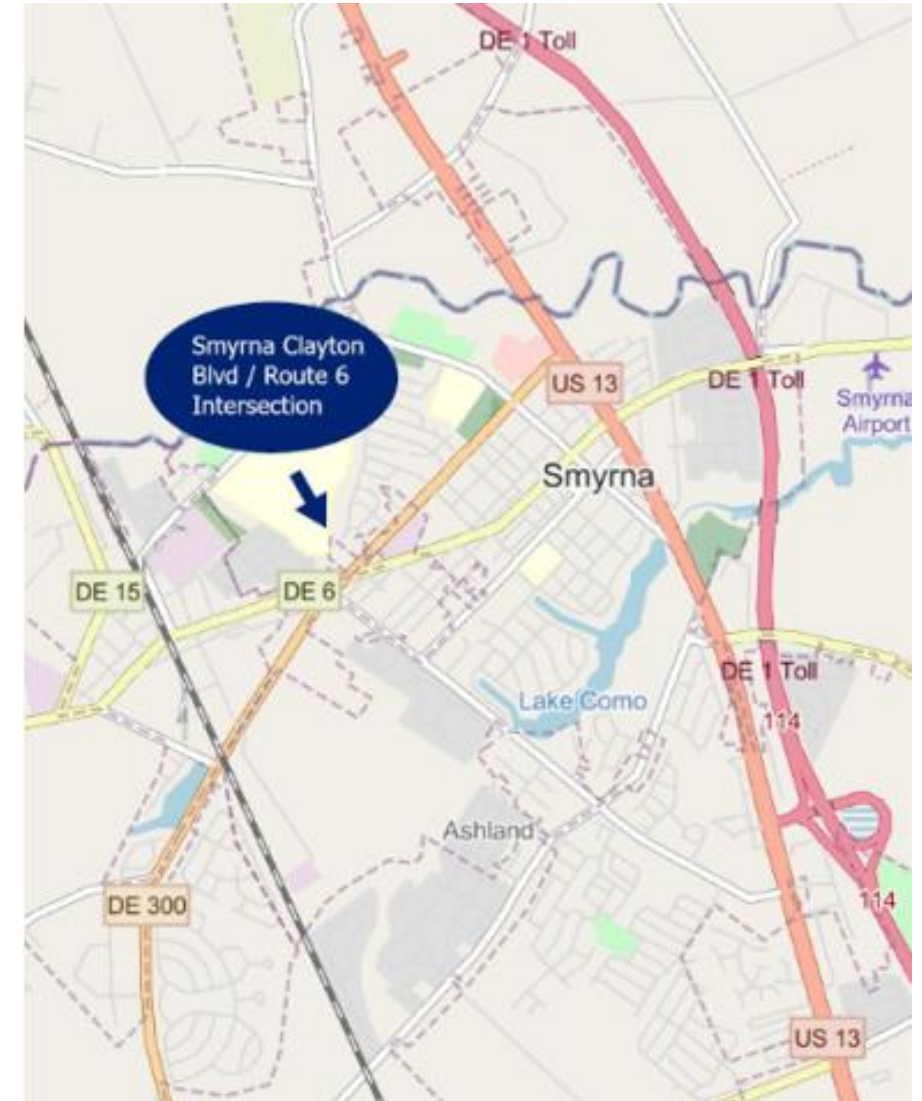 DE 1 Toll
Smyrna Clayton
Blvd / Route 6
Intersection
US 13
DE 1 Toll
Smyrna
Airport
Smyrna
DE 15
DE 6
DE 1 Toll
Lake Como
114
Ashland
DE 300
114
US 13